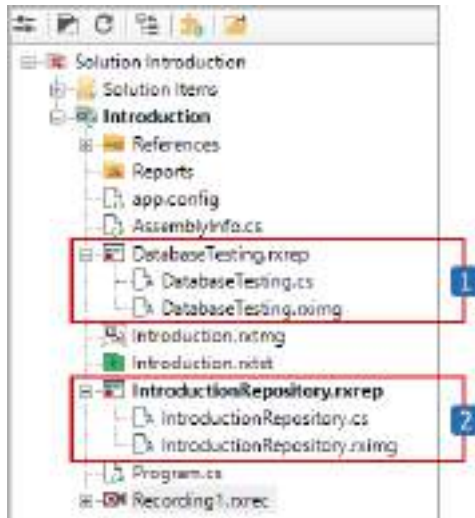 Solution Introduction
Solution Items
Introduction
References
Reports
app.config
AssemblyInfo.cs
DatabaseTesting.rxrep
DatabaseTesting.cs
DatabaseTesting.rximg
1
Introduction.rxtmg
Introduction.rxtst
IntroductionRepository.rxrep
IntroductionRepository.cs
2
IntroductionRepository.rximg
Program.cs
Recording1.rxrec